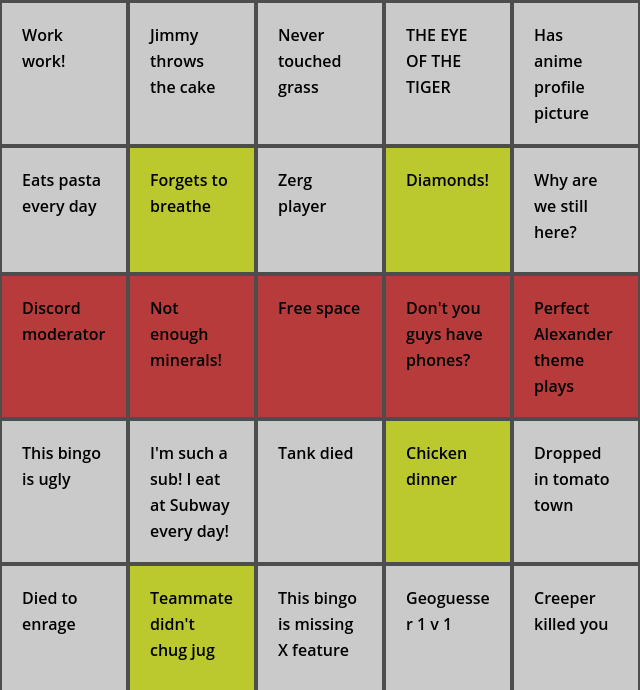 Work
work!
Jimmy
throws
the cake
Never
touched
grass
THE EYE
OF THE
TIGER
Has
anime
profile
picture
Eats pasta
every day
Forgets to
breathe
Zerg
player
Diamonds!
Why are
we still
here?
Discord
moderator
Not
enough
minerals!
Free space
Don't you
guys have
phones?
Perfect
Alexander
theme
plays
This bingo
is ugly
I'm such a
sub! I eat
at Subway
every day!
Tank died
Chicken
dinner
Dropped
in tomato
town
Died to
enrage
Teammate
didn't
chug jug
This bingo
is missing
X feature
Geoguesse
r 1 v 1
Creeper
killed you